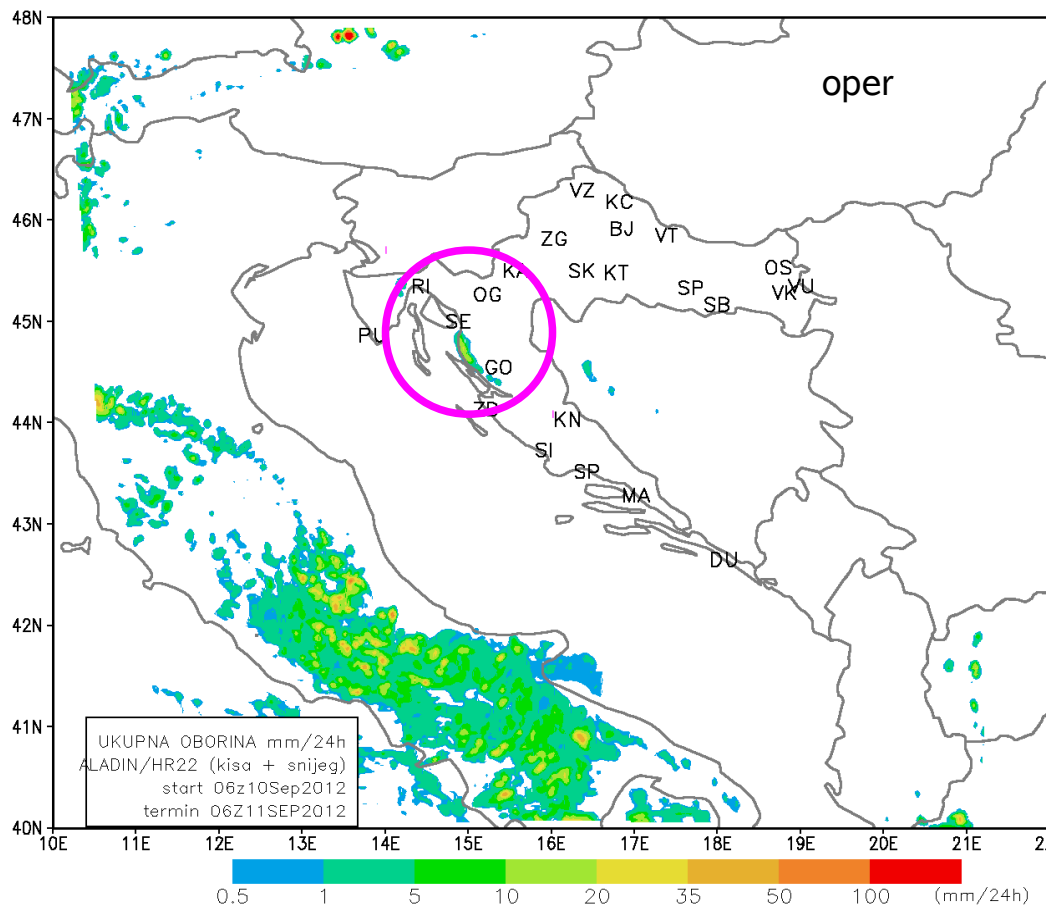 48N
47N
46N
45N
44N
43N
42N
41N
40N
oper
VZ
KC
BJ
ZG
VT
KA
SK
KT
OS
RI
OG
SP
VK
VU
SB
SE
PU
GO
ZD
KN
SI
SP
MA
DU
UKUPNA OBORINA mm/24h
ALADIN/HR22 (kisa + snijeg)
start 06z10Sep2012
termin 06Z11SEP2012
10E 11E 12E 13E 14E 15E 16E 17E 18E 19E 20E 21E
0.5 1 5 10 20 35 50 100 (mm/24h)